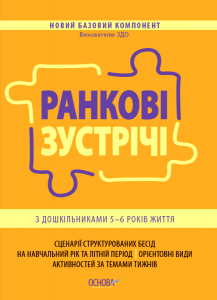 НОВИЙ БАЗОВИЙ КОМПОНЕНТ
Вихователю ЗДО
РАНКОВІ
ЗУСТРІЧІ
З ДОШКІЛЬНИКАМИ 5–6 РОКІВ ЖИТТЯ
СЦЕНАРІЇ СТРУКТУРОВАНИХ БЕСІД
НА НАВЧАЛЬНИЙ РІК ТА ЛІТНІЙ ПЕРІОД | ОРІЄНТОВНІ ВИДИ
АКТИВНОСТЕЙ ЗА ТЕМАМИ ТИЖНІВ
ОСНОВА